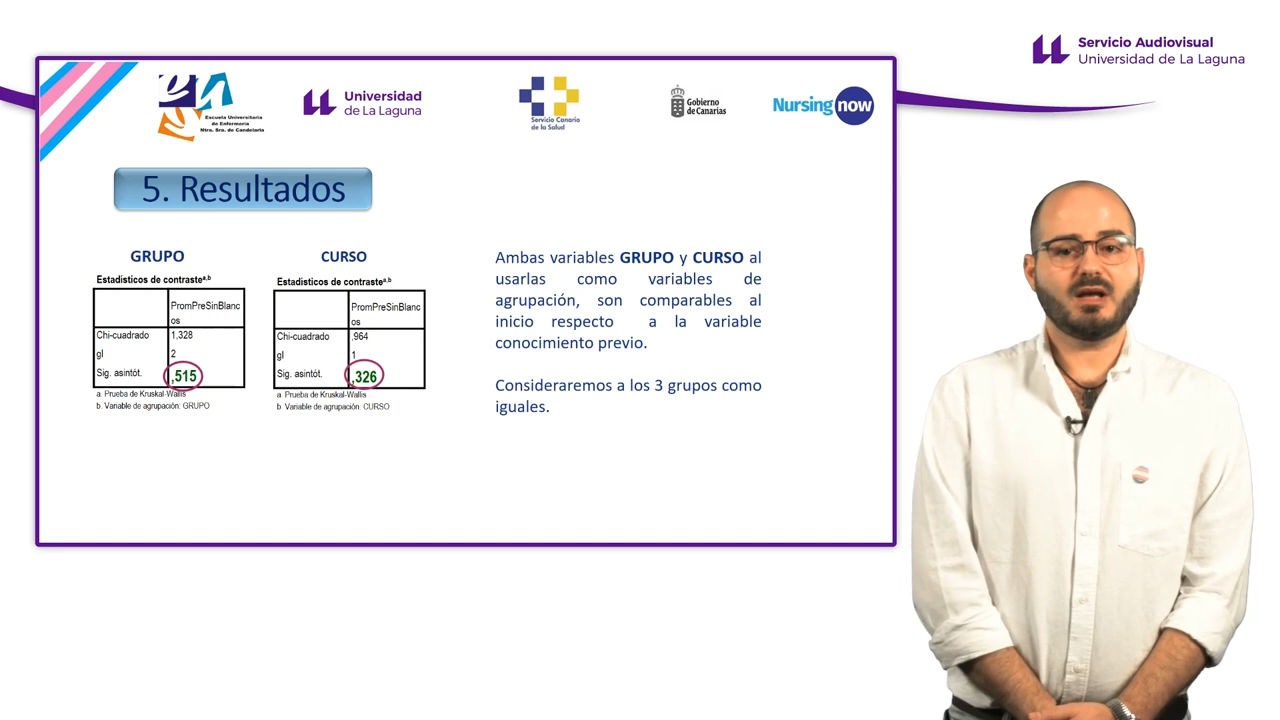 Servicio Audiovisual
Universidad de La Laguna
en
Escuela Universitaria
de Enfermería
Ntra. Sra. de Candelaria
Universidad
de La Laguna
Servicio Canario
de la Salud
Gobierno
de Canarias
Nursing now
5. Resultados
GRUPO
Estadísticos de contrastea,b
PromPreSinBlanc
os
Chi-cuadrado 1,328
gl 2
Sig. asintót. ,515
a. Prueba de Kruskal-Wallis
b. Variable de agrupación: GRUPO
CURSO
Estadísticos de contrastea,b
PromPreSinBlanc
os
Chi-cuadrado ,964
gl 1
Sig. asintót. ,326
a. Prueba de Kruskal-Wallis
b. Variable de agrupación: CURSO
Ambas variables GRUPO y CURSO al
usarlas como variables de
agrupación, son comparables al
inicio respecto a la variable
conocimiento previo.
Consideraremos a los 3 grupos como
iguales.